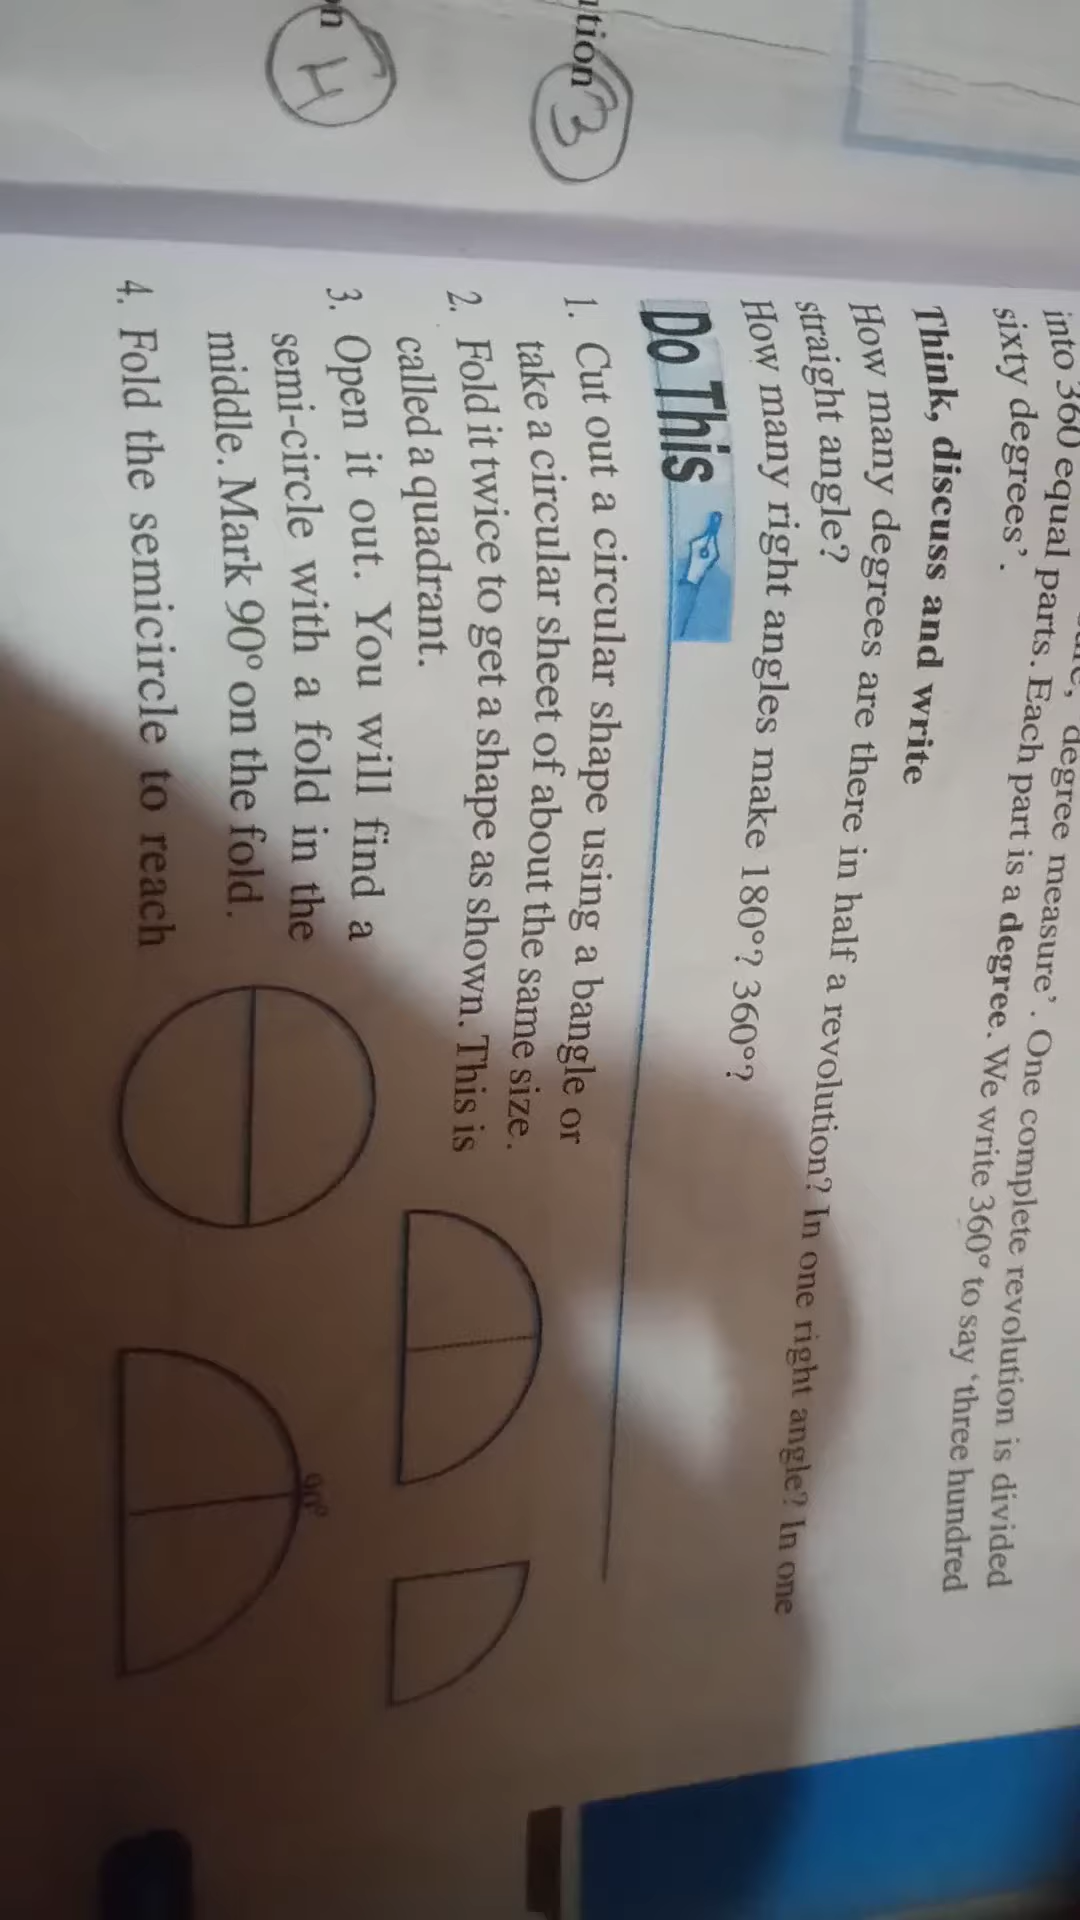 into 360 equal parts. Each part is a degree. We write 360° to say ‘three hundred
sixty degrees’.
Think, discuss and write
How many degrees are there in half a revolution? In one right angle? In one
straight angle?
How many right angles make 180°? 360°?
Do This
1. Cut out a circular shape using a bangle or
take a circular sheet of about the same size.
2. Fold it twice to get a shape as shown. This is
called a quadrant.
3. Open it out. You will find a
semi-circle with a fold in the
middle. Mark 90° on the fold.
4. Fold the semicircle to reach
90°
3
H
degree measure’. One complete revolution is divided